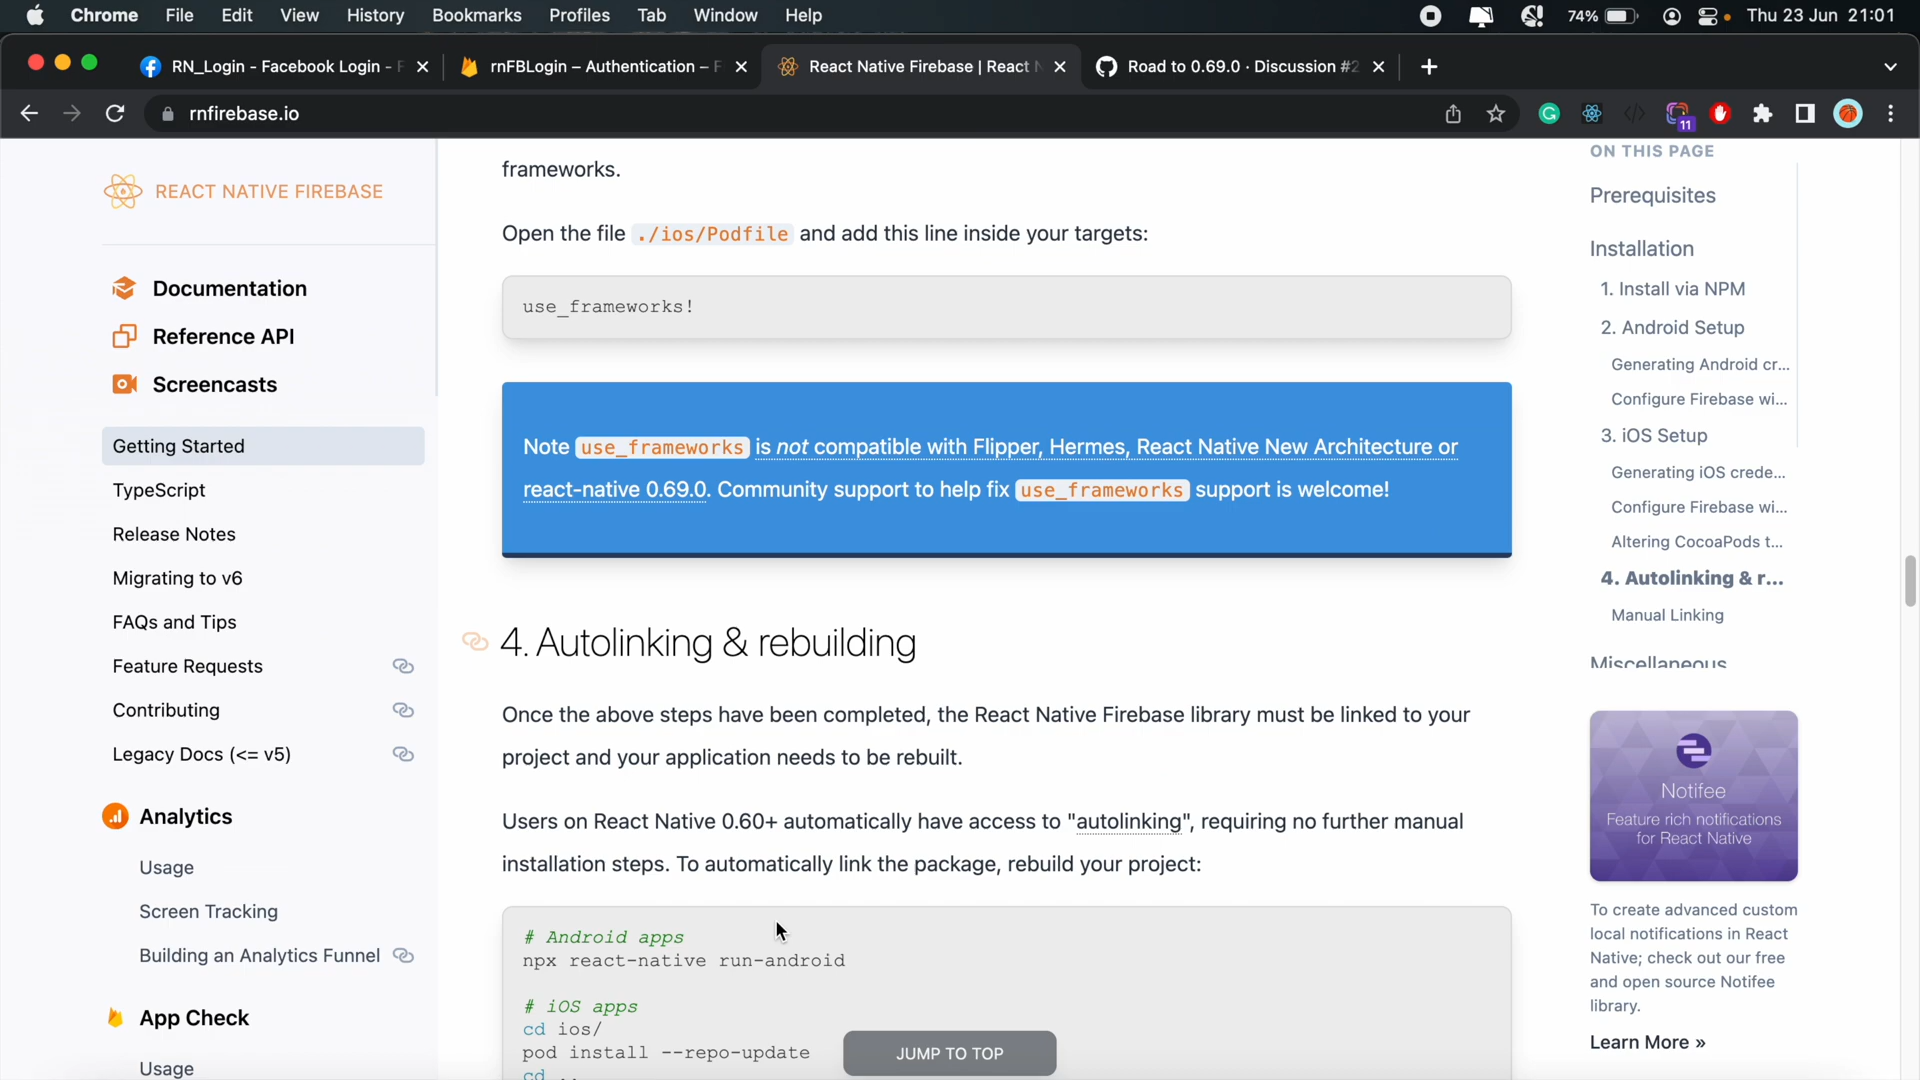 Chrome File Edit View History Bookmarks Profiles Tab Window Help 74% Thu 23 Jun 21:01
RN_Login - Facebook Login - F rnFBLogin – Authentication – F React Native Firebase | React N Road to 0.69.0 · Discussion #2
rnfirebase.io 11
REACT NATIVE FIREBASE
Documentation
Reference API
Screencasts
Getting Started
TypeScript
Release Notes
Migrating to v6
FAQs and Tips
Feature Requests
Contributing
Legacy Docs (<= v5)
Analytics
Usage
Screen Tracking
Building an Analytics Funnel
App Check
Usage
frameworks.
Open the file ./ios/Podfile and add this line inside your targets:
use_frameworks!
Note use_frameworks is not compatible with Flipper, Hermes, React Native New Architecture or
react-native 0.69.0. Community support to help fix use_frameworks support is welcome!
4. Autolinking & rebuilding
Once the above steps have been completed, the React Native Firebase library must be linked to your
project and your application needs to be rebuilt.
Users on React Native 0.60+ automatically have access to "autolinking", requiring no further manual
installation steps. To automatically link the package, rebuild your project:
# Android apps
npx react-native run-android
# iOS apps
cd ios/
pod install --repo-update
cd ..
JUMP TO TOP
ON THIS PAGE
Prerequisites
Installation
1. Install via NPM
2. Android Setup
Generating Android cr...
Configure Firebase wi...
3. iOS Setup
Generating iOS crede...
Configure Firebase wi...
Altering CocoaPods t...
4. Autolinking & r...
Manual Linking
Miscellaneous
Notifee
Feature rich notifications
for React Native
To create advanced custom
local notifications in React
Native; check out our free
and open source Notifee
library.
Learn More »